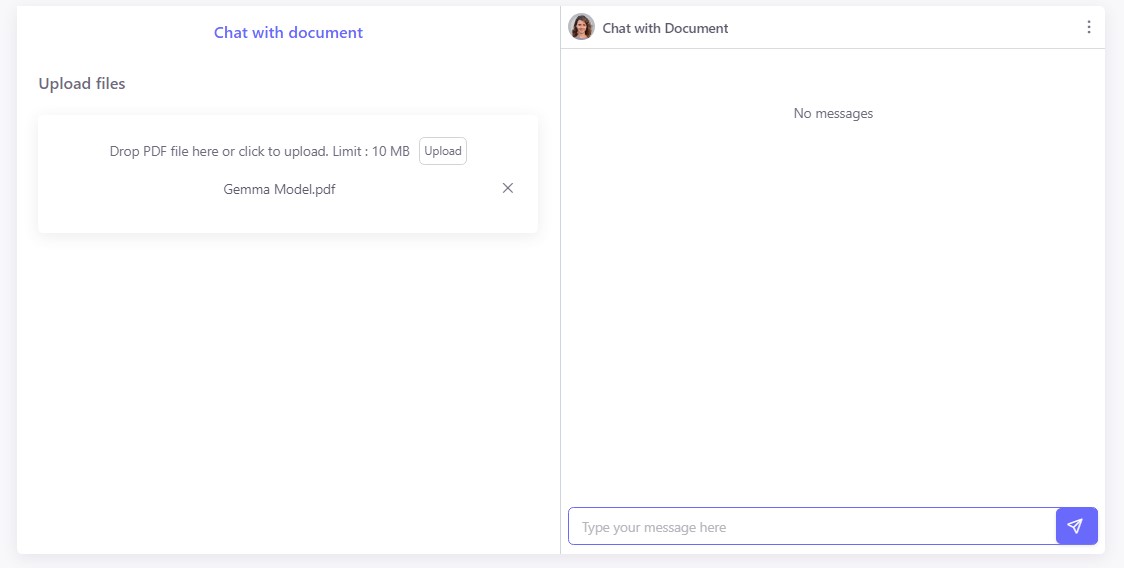 Chat with document
Upload files
Drop PDF file here or click to upload. Limit : 10 MB Upload
Gemma Model.pdf
Chat with Document
No messages
Type your message here